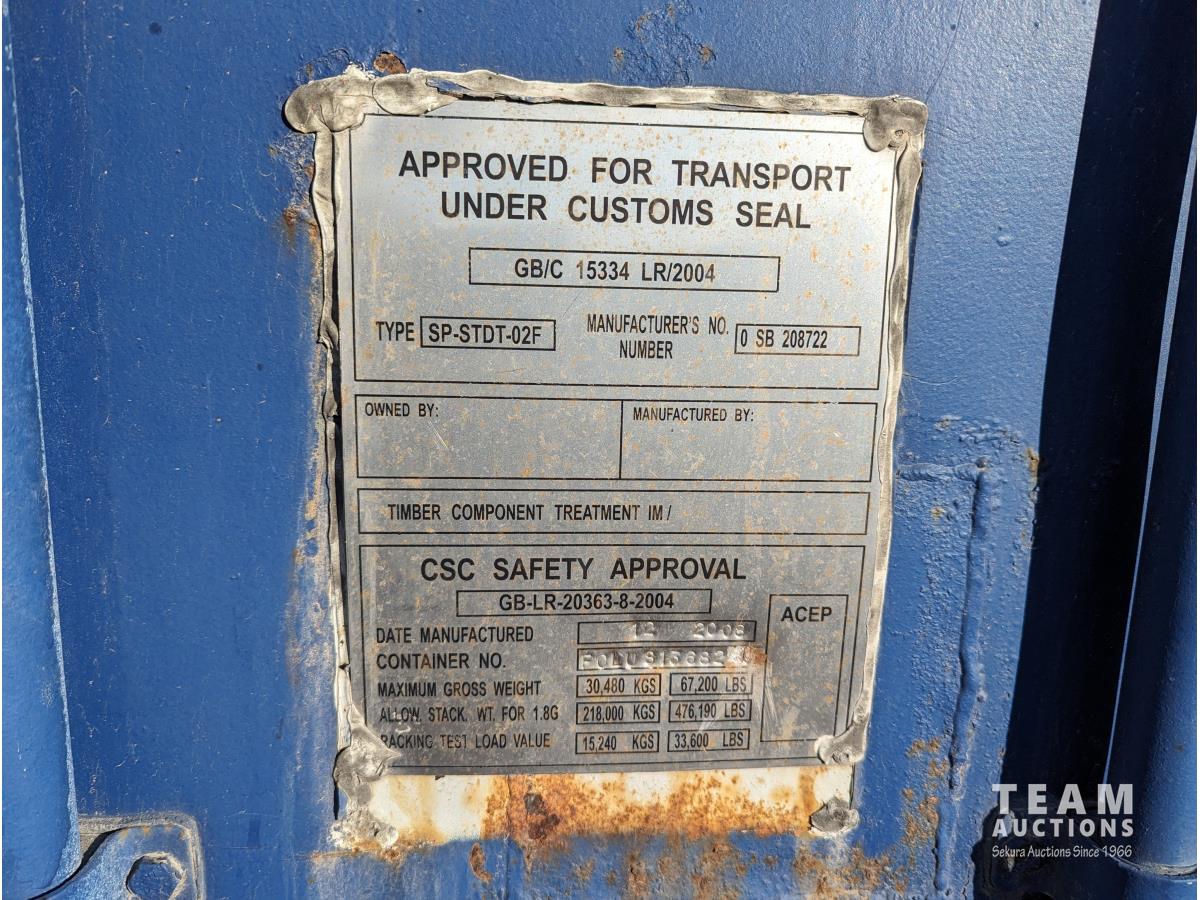 APPROVED FOR TRANSPORT
UNDER CUSTOMS SEAL
GB/C 15334 LR/2004
TYPE SP-STDT-02F
MANUFACTURER'S NO.
NUMBER
0 SB 208722
OWNED BY:
MANUFACTURED BY:
TIMBER COMPONENT TREATMENT IM/
CSC SAFETY APPROVAL
GB-LR-20363-8-2004
ACEP
DATE MANUFACTURED 12
CONTAINER NO.
MAXIMUM GROSS WEIGHT 30,480 KGS 67,200 LBS
ALLOW. STACK. WT. FOR 1.8G 218,000 KGS 476,190 LBS
RACKING TEST LOAD VALUE 15,240 KGS 33,600 LBS
TEAM
AUCTIONS
Sekura Auctions Since 1966